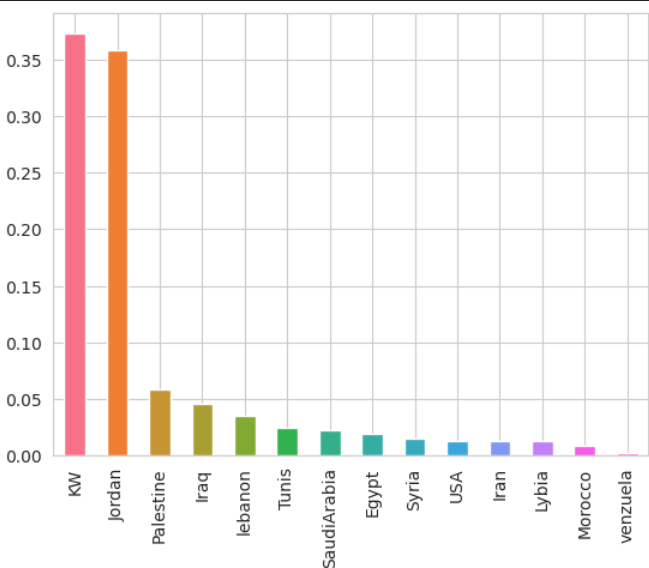 0.35
0.30
0.25
0.20
0.15
0.10
0.05
0.00
KW
Jordan
Palestine
Iraq
lebanon
Tunis
SaudiArabia
Egypt
Syria
USA
Iran
Lybia
Morocco
venzuela